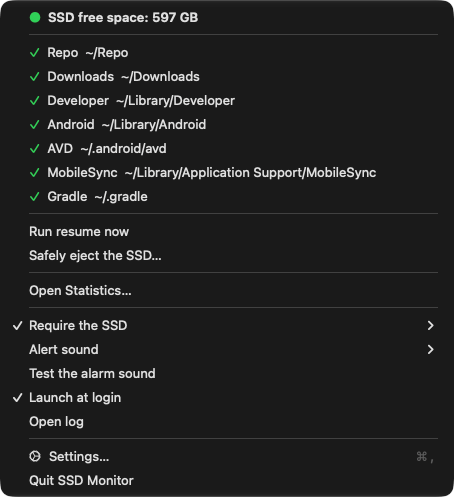 SSD free space: 597 GB
Repo ~/Repo
Downloads ~/Downloads
Developer ~/Library/Developer
Android ~/Library/Android
AVD ~/.android/avd
MobileSync ~/Library/Application Support/MobileSync
Gradle ~/.gradle
Run resume now
Safely eject the SSD...
Open Statistics...
Require the SSD
Alert sound
Test the alarm sound
Launch at login
Open log
Settings... ⌘ ,
Quit SSD Monitor